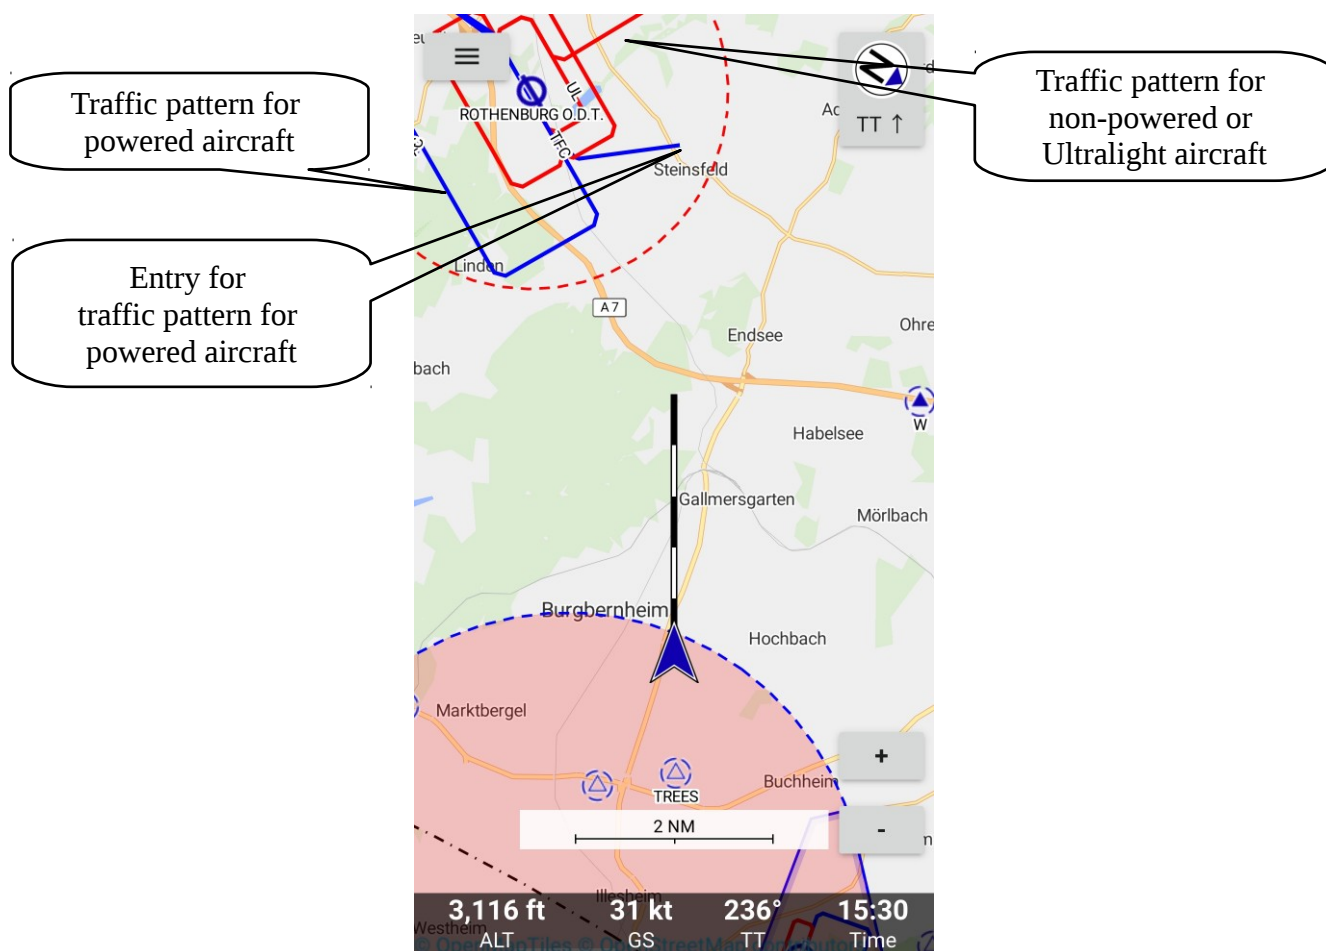 Traffic pattern for
powered aircraft
Entry for
traffic pattern for
powered aircraft
Traffic pattern for
non-powered or
Ultralight aircraft
N
TT ↑
UL
ROTHENBURG O.D.T.
T.F.C
Steinsfeld
Linden
A 7
Endsee
Ohre
bach
W
Habelsee
Gallmersgarten
Mörlbach
Burgbernheim
Hochbach
Marktbergel
+
Buchheim
TREES
2 NM
-
Illesheim
3,116 ft 31 kt 236° 15:30
Westheim
ALT GS TT Time